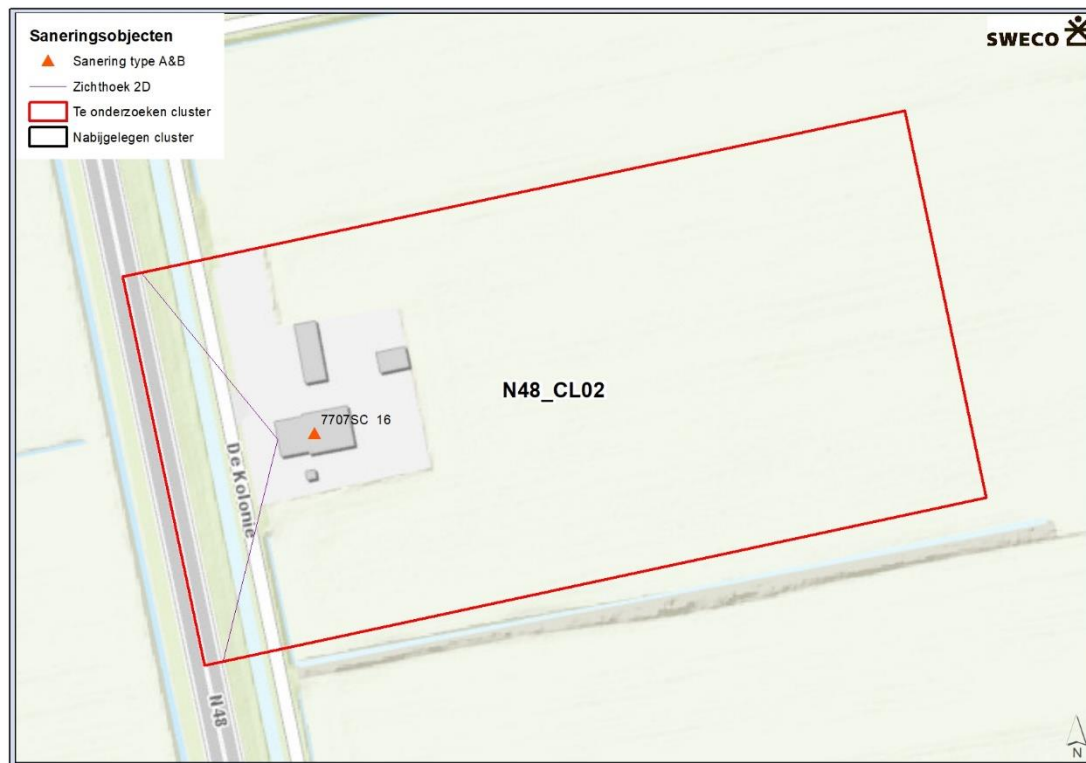 Saneringsobjecten
SWECO
Sanering type A&B
Zichthoek 2D
Te onderzoeken cluster
Nabijgelegen cluster
N48_CL02
7707SC 16
De Kolonie
N48
N